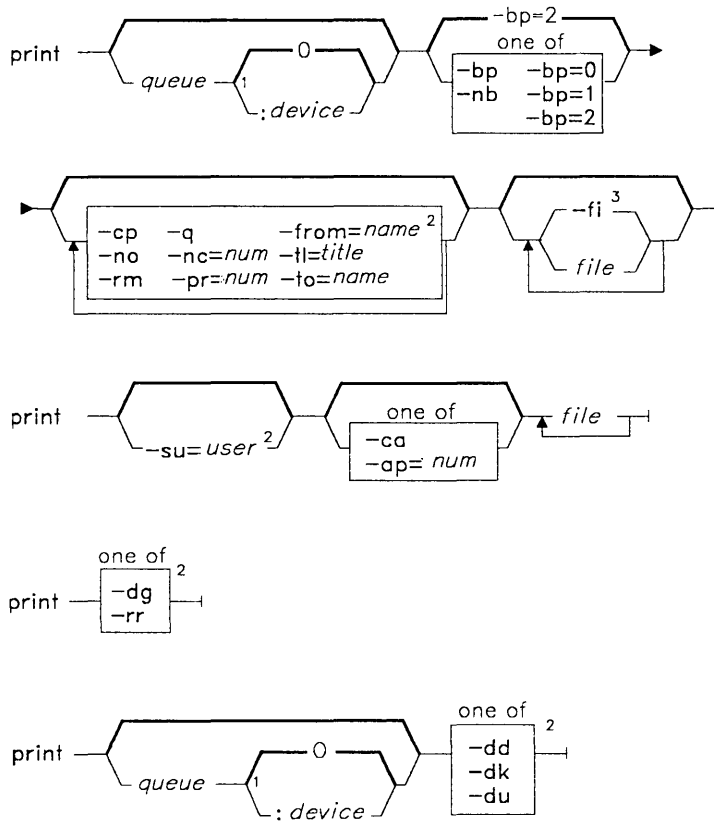 -bp=2
0
one of
print
queue 1
:device
-bp -bp=0
-nb -bp=1
-bp=2
-cp -q -from=name 2
-no -nc=num -tl=title
-rm -pr=num -to=name
-fi 3
file
print
-su=user 2
one of
-ca
-ap= num
file
one of
print
-dg 2
-rr
print
queue 1
0
:device
one of
-dd 2
-dk
-du